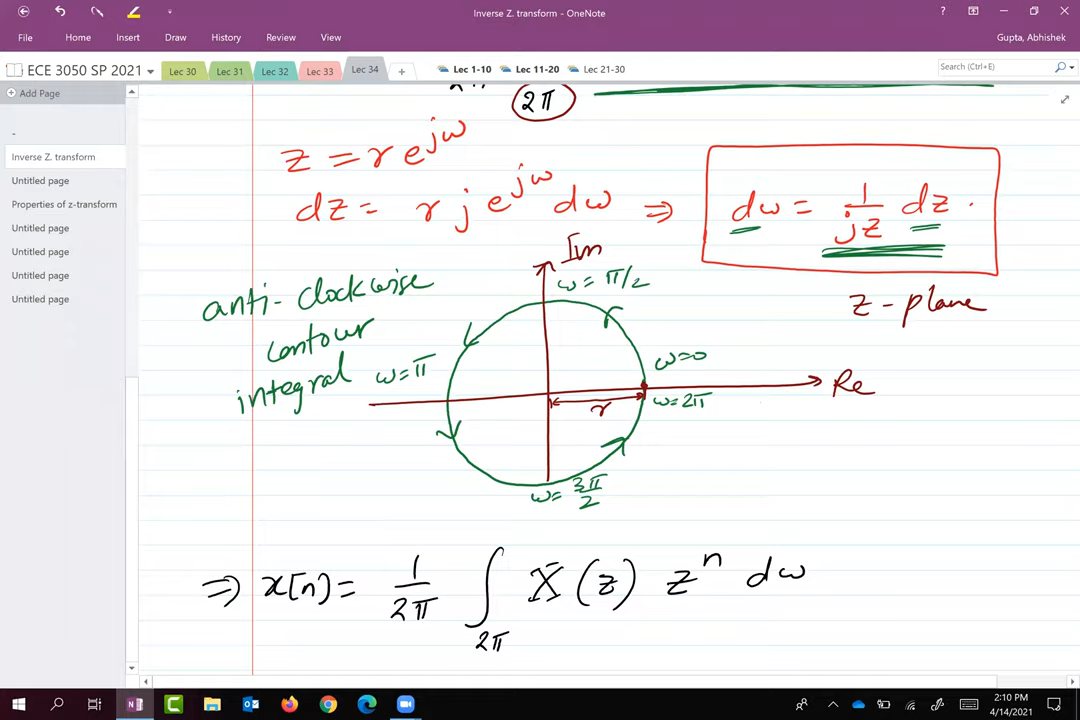 Inverse Z. transform - OneNote
?
File Home Insert Draw History Review View
Gupta, Abhishek
ECE 3050 SP 2021
Lec 30 Lec 31 Lec 32 Lec 33 Lec 34 + Lec 1-10 Lec 11-20 Lec 21-30
Search (Ctrl+E)
Add Page
-
Inverse Z. transform
Untitled page
Properties of z-transform
Untitled page
Untitled page
Untitled page
Untitled page
2π
z = r e^{jω}
dz = r j e^{jω} dω ⇒ dω = 1/jz dz.
Im
z - plane
anti-clockwise
contour
integral
ω = π/2
ω = π
ω=0
ω=2π
r
Re
ω= 3π/2
⇒ x[n] = 1/2π ∫_{2π} X(z) z^n dω
2:10 PM
4/14/2021